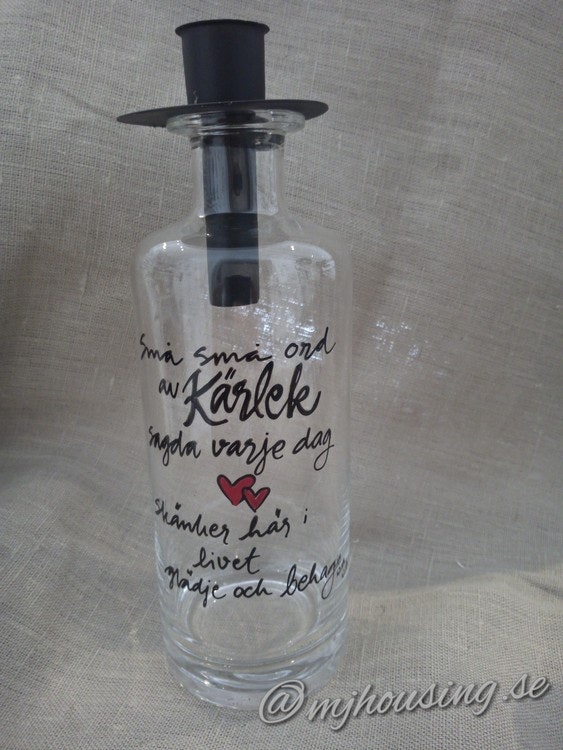 små små ord
av Kärlek
sagda varje dag
skänker här i
livet
glädje och behag
@mjhousing.se